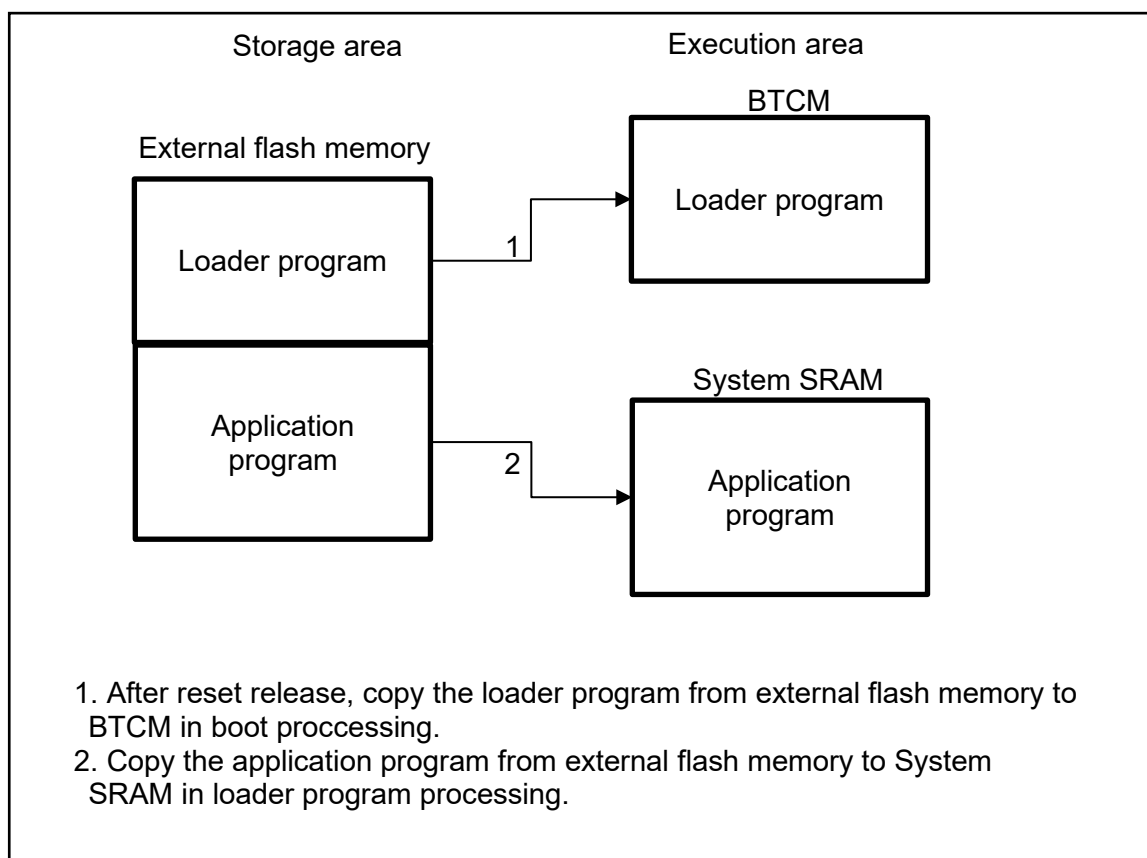 Storage area
Execution area
BTCM
External flash memory
Loader program
Loader program
1
System SRAM
Application
program
2
Application
program
1. After reset release, copy the loader program from external flash memory to
BTCM in boot proccessing.
2. Copy the application program from external flash memory to System
SRAM in loader program processing.